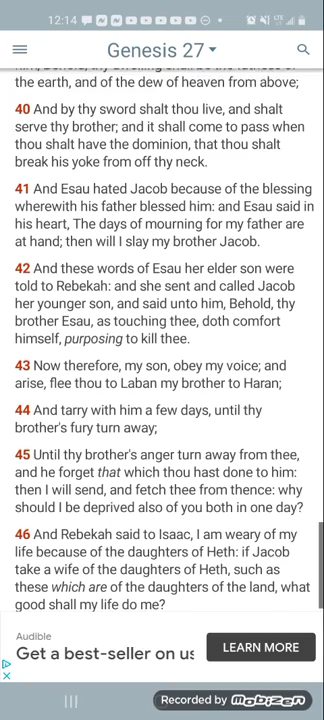 12:14
Genesis 27
the earth, and of the dew of heaven from above;
40 And by thy sword shalt thou live, and shalt
serve thy brother; and it shall come to pass when
thou shalt have the dominion, that thou shalt
break his yoke from off thy neck.
41 And Esau hated Jacob because of the blessing
wherewith his father blessed him: and Esau said in
his heart, The days of mourning for my father are
at hand; then will I slay my brother Jacob.
42 And these words of Esau her elder son were
told to Rebekah: and she sent and called Jacob
her younger son, and said unto him, Behold, thy
brother Esau, as touching thee, doth comfort
himself, purposing to kill thee.
43 Now therefore, my son, obey my voice; and
arise, flee thou to Laban my brother to Haran;
44 And tarry with him a few days, until thy
brother's fury turn away;
45 Until thy brother's anger turn away from thee,
and he forget that which thou hast done to him:
then I will send, and fetch thee from thence: why
should I be deprived also of you both in one day?
46 And Rebekah said to Isaac, I am weary of my
life because of the daughters of Heth: if Jacob
take a wife of the daughters of Heth, such as
these which are of the daughters of the land, what
good shall my life do me?
Audible
Get a best-seller on us
LEARN MORE
Recorded by Mobizen